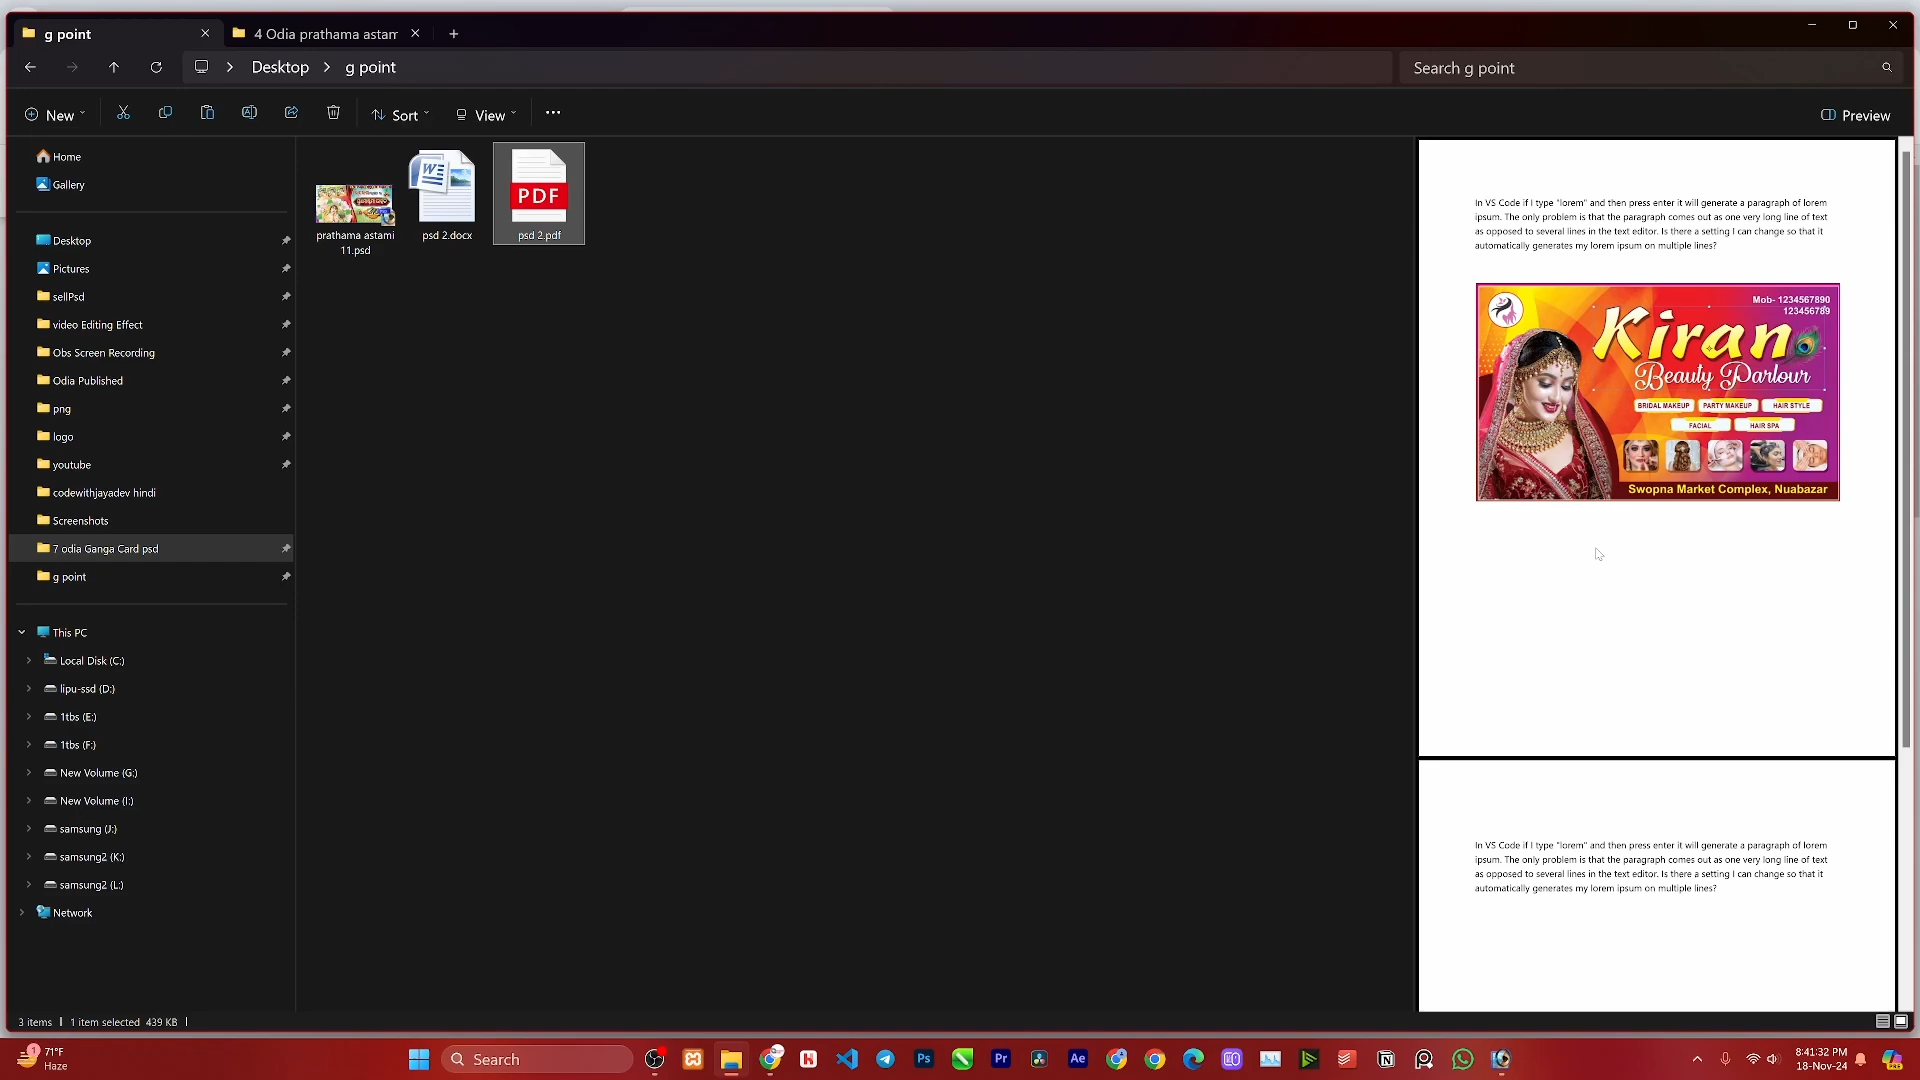 g point
4 Odia prathama astam
Desktop > g point
Search g point
New
Sort
View
Preview
Home
Gallery
Desktop
Pictures
sellPsd
video Editing Effect
Obs Screen Recording
Odia Published
png
logo
youtube
codewithjayadev hindi
Screenshots
7 odia Ganga Card psd
g point
This PC
Local Disk (C:)
lipu-ssd (D:)
1tbs (E:)
1tbs (F:)
New Volume (G:)
New Volume (I:)
samsung (J:)
samsung2 (K:)
samsung2 (L:)
Network
prathama astami
11.psd
psd 2.docx
PDF
psd 2.pdf
In VS Code if I type "lorem" and then press enter it will generate a paragraph of lorem
ipsum. The only problem is that the paragraph comes out as one very long line of text
as opposed to several lines in the text editor. Is there a setting I can change so that it
automatically generates my lorem ipsum on multiple lines?
Mob- 1234567890
123456789
Kiran
Beauty Parlour
BRIDAL MAKEUP PARTY MAKEUP HAIR STYLE
FACIAL HAIR SPA
Swopna Market Complex, Nuabazar
In VS Code if I type "lorem" and then press enter it will generate a paragraph of lorem
ipsum. The only problem is that the paragraph comes out as one very long line of text
as opposed to several lines in the text editor. Is there a setting I can change so that it
automatically generates my lorem ipsum on multiple lines?
3 items 1 item selected 439 KB
1
71°F
Haze
Search
Ps
Pr
Ae
8:41:32 PM
18-Nov-24